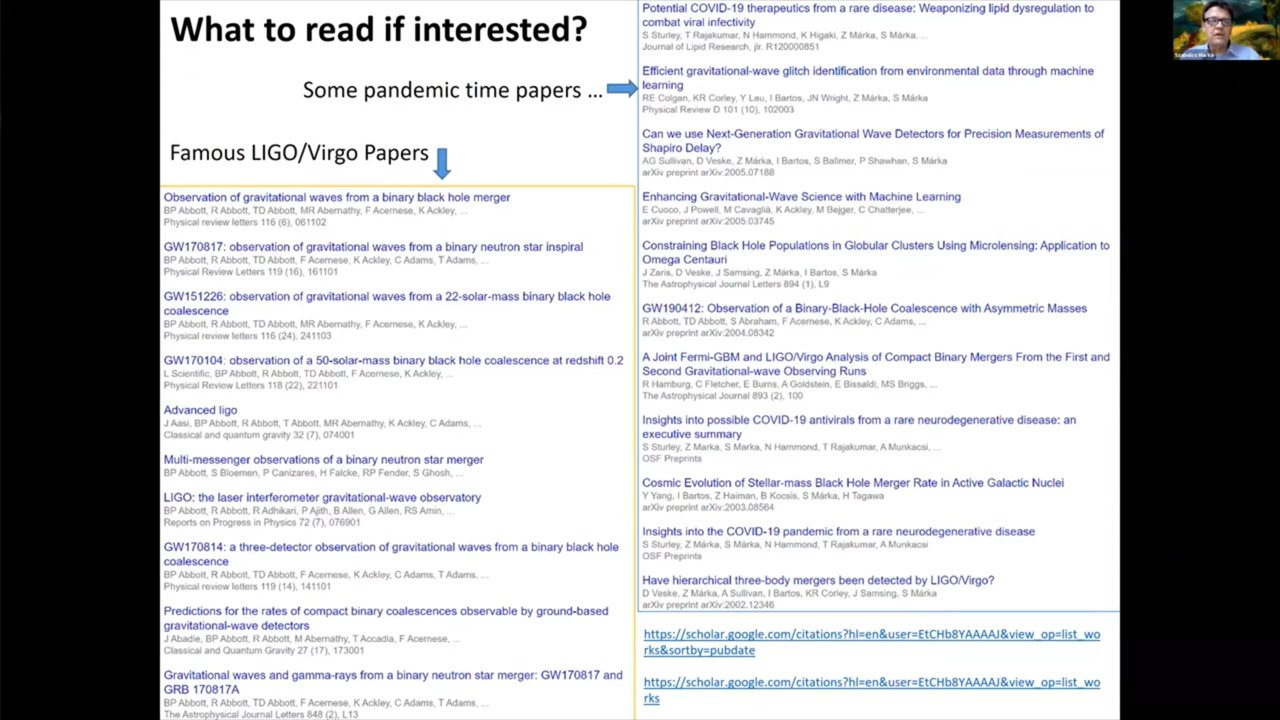 What to read if interested?
Some pandemic time papers ...
Famous LIGO/Virgo Papers
Observation of gravitational waves from a binary black hole merger
BP Abbott, R Abbott, TD Abbott, MR Abernathy, F Acernese, K Ackley, ...
Physical review letters 116 (6), 061102
GW170817: observation of gravitational waves from a binary neutron star inspiral
BP Abbott, R Abbott, TD Abbott, F Acernese, K Ackley, C Adams, T Adams, ...
Physical Review Letters 119 (16), 161101
GW151226: observation of gravitational waves from a 22-solar-mass binary black hole
coalescence
BP Abbott, R Abbott, TD Abbott, MR Abernathy, F Acernese, K Ackley, ...
Physical review letters 116 (24), 241103
GW170104: observation of a 50-solar-mass binary black hole coalescence at redshift 0.2
L Scientific, BP Abbott, R Abbott, TD Abbott, F Acernese, K Ackley, ...
Physical Review Letters 118 (22), 221101
Advanced ligo
J Aasi, BP Abbott, R Abbott, T Abbott, MR Abernathy, K Ackley, C Adams, ...
Classical and quantum gravity 32 (7), 074001
Multi-messenger observations of a binary neutron star merger
BP Abbott, S Bloemen, P Canizares, H Falcke, RP Fender, S Ghosh, ...
LIGO: the laser interferometer gravitational-wave observatory
BP Abbott, R Abbott, R Adhikari, P Ajith, B Allen, G Allen, RS Amin, ...
Reports on Progress in Physics 72 (7), 076901
GW170814: a three-detector observation of gravitational waves from a binary black hole
coalescence
BP Abbott, R Abbott, TD Abbott, F Acernese, K Ackley, C Adams, T Adams, ...
Physical review letters 119 (14), 141101
Predictions for the rates of compact binary coalescences observable by ground-based
gravitational-wave detectors
J Abadie, BP Abbott, R Abbott, M Abernathy, T Accadia, F Acernese, ...
Classical and Quantum Gravity 27 (17), 173001
Gravitational waves and gamma-rays from a binary neutron star merger: GW170817 and
GRB 170817A
BP Abbott, R Abbott, TD Abbott, F Acernese, K Ackley, C Adams, T Adams, ...
The Astrophysical Journal Letters 848 (2), L13
Potential COVID-19 therapeutics from a rare disease: Weaponizing lipid dysregulation to
combat viral infectivity
S Sturley, T Rajakumar, N Hammond, K Higaki, Z Márka, S Márka, ...
Journal of Lipid Research, jlr. R120000851
Efficient gravitational-wave glitch identification from environmental data through machine
learning
RE Colgan, KR Corley, Y Lau, I Bartos, JN Wright, Z Márka, S Márka
Physical Review D 101 (10), 102003
Can we use Next-Generation Gravitational Wave Detectors for Precision Measurements of
Shapiro Delay?
AG Sullivan, D Veske, Z Márka, I Bartos, S Ballmer, P Shawhan, S Márka
arXiv preprint arXiv:2005.07188
Enhancing Gravitational-Wave Science with Machine Learning
E Cuoco, J Powell, M Cavaglià, K Ackley, M Bejger, C Chatterjee, ...
arXiv preprint arXiv:2005.03745
Constraining Black Hole Populations in Globular Clusters Using Microlensing: Application to
Omega Centauri
J Zaris, D Veske, J Samsing, Z Márka, I Bartos, S Márka
The Astrophysical Journal Letters 894 (1), L9
GW190412: Observation of a Binary-Black-Hole Coalescence with Asymmetric Masses
R Abbott, TD Abbott, S Abraham, F Acernese, K Ackley, C Adams, ...
arXiv preprint arXiv:2004.08342
A Joint Fermi-GBM and LIGO/Virgo Analysis of Compact Binary Mergers From the First and
Second Gravitational-wave Observing Runs
R Hamburg, C Fletcher, E Burns, A Goldstein, E Bissaldi, MS Briggs, ...
The Astrophysical Journal 893 (2), 100
Insights into possible COVID-19 antivirals from a rare neurodegenerative disease: an
executive summary
S Sturley, Z Marka, S Marka, N Hammond, T Rajakumar, A Munkacsi, ...
OSF Preprints
Cosmic Evolution of Stellar-mass Black Hole Merger Rate in Active Galactic Nuclei
Y Yang, I Bartos, Z Haiman, B Kocsis, S Márka, H Tagawa
arXiv preprint arXiv:2003.08564
Insights into the COVID-19 pandemic from a rare neurodegenerative disease
S Sturley, Z Márka, S Márka, N Hammond, T Rajakumar, A Munkacsi
OSF Preprints
Have hierarchical three-body mergers been detected by LIGO/Virgo?
D Veske, Z Márka, A Sullivan, I Bartos, KR Corley, J Samsing, S Márka
arXiv preprint arXiv:2002.12346
https://scholar.google.com/citations?hl=en&user=EtCHb8YAAAAJ&view_op=list_wo
rks&sortby=pubdate
https://scholar.google.com/citations?hl=en&user=EtCHb8YAAAAJ&view_op=list_wo
rks
Szabolcs Marka